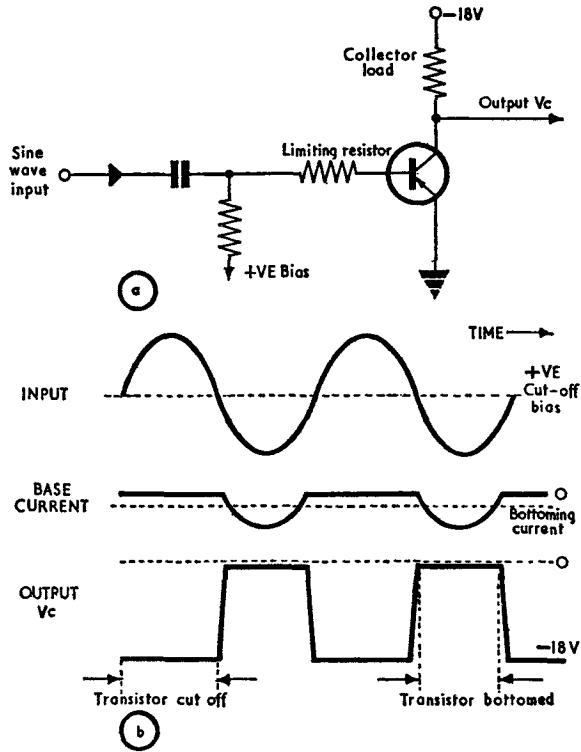 −18V
Collector
load
Output Vc
Sine
wave
input
Limiting resistor
+VE Bias
a
TIME
INPUT
+VE
Cut-off
bias
BASE
CURRENT
O
Bottoming
current
OUTPUT
Vc
O
−18V
Transistor cut off
Transistor bottomed
b